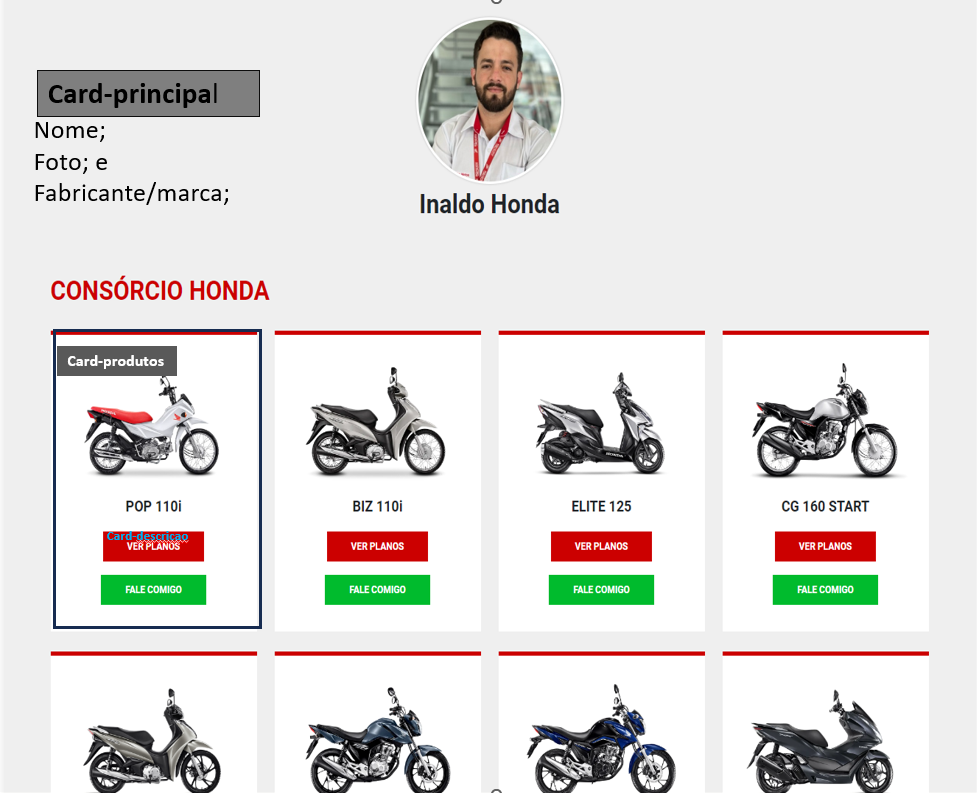 Card-principal
Nome;
Foto; e
Fabricante/marca;
Inaldo Honda
CONSÓRCIO HONDA
Card-produtos
POP 110i
BIZ 110i
ELITE 125
CG 160 START
Card-descricao
VER PLANOS
VER PLANOS
VER PLANOS
VER PLANOS
FALE COMIGO
FALE COMIGO
FALE COMIGO
FALE COMIGO